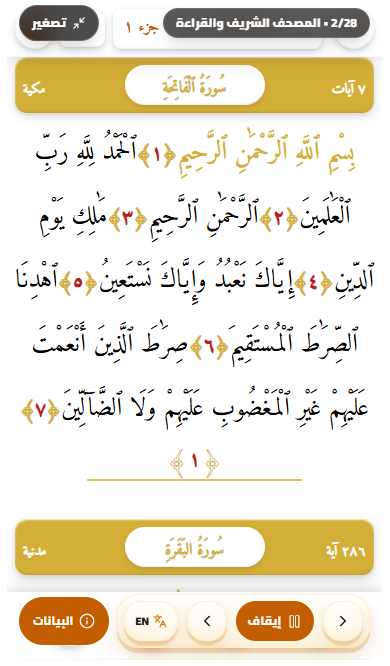 2/28 • المصحف الشريف والقراءة
تصغير
جزء ١
٧ آيات
سُورَةُ ٱلْفَاتِحَةِ
مكية
بِسْمِ ٱللَّهِ ٱلرَّحْمَٰنِ ٱلرَّحِيمِ ﴿١﴾ ٱلْحَمْدُ لِلَّهِ رَبِّ
ٱلْعَٰلَمِينَ ﴿٢﴾ ٱلرَّحْمَٰنِ ٱلرَّحِيمِ ﴿٣﴾ مَٰلِكِ يَوْمِ
ٱلدِّينِ ﴿٤﴾ إِيَّاكَ نَعْبُدُ وَإِيَّاكَ نَسْتَعِينُ ﴿٥﴾ ٱهْدِنَا
ٱلصِّرَٰطَ ٱلْمُسْتَقِيمَ ﴿٦﴾ صِرَٰطَ ٱلَّذِينَ أَنْعَمْتَ
عَلَيْهِمْ غَيْرِ ٱلْمَغْضُوبِ عَلَيْهِمْ وَلَا ٱلضَّآلِّينَ ﴿٧﴾
﴿ ١ ﴾
٢٨٦ آية
سُورَةُ البَقَرَةِ
مدنية
إيقاف
EN
البيانات